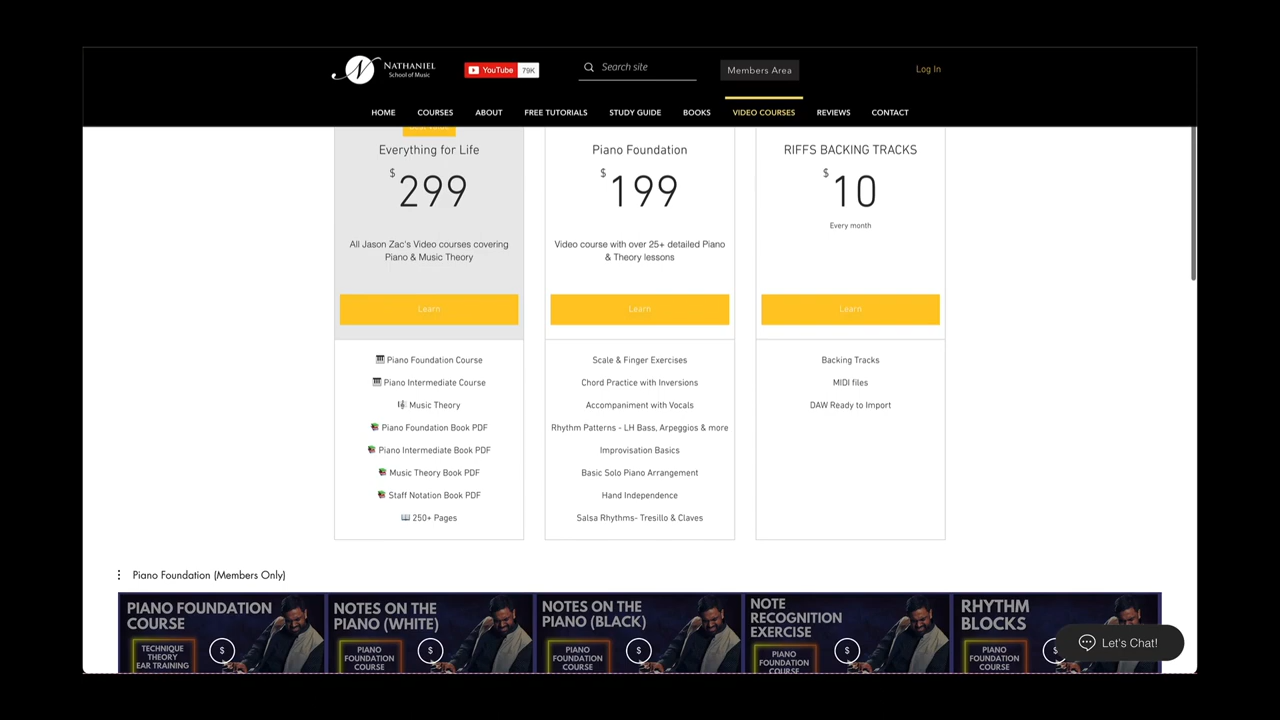 NATHANIEL
School of Music
YouTube 79K
Search site
Members Area
Log In
HOME
COURSES
ABOUT
FREE TUTORIALS
STUDY GUIDE
BOOKS
VIDEO COURSES
REVIEWS
CONTACT
Everything for Life
$299
All Jason Zac's Video courses covering
Piano & Music Theory
Learn
Piano Foundation Course
Piano Intermediate Course
Music Theory
Piano Foundation Book PDF
Piano Intermediate Book PDF
Music Theory Book PDF
Staff Notation Book PDF
250+ Pages
Piano Foundation
$199
Video course with over 25+ detailed Piano
& Theory lessons
Learn
Scale & Finger Exercises
Chord Practice with Inversions
Accompaniment with Vocals
Rhythm Patterns - LH Bass, Arpeggios & more
Improvisation Basics
Basic Solo Piano Arrangement
Hand Independence
Salsa Rhythms- Tresillo & Claves
RIFFS BACKING TRACKS
$10
Every month
Learn
Backing Tracks
MIDI files
DAW Ready to Import
Piano Foundation (Members Only)
PIANO FOUNDATION
COURSE
TECHNIQUE
THEORY
EAR TRAINING
$
NOTES ON THE
PIANO (WHITE)
PIANO
FOUNDATION
COURSE
$
NOTES ON THE
PIANO (BLACK)
PIANO
FOUNDATION
COURSE
$
NOTE
RECOGNITION
EXERCISE
PIANO
FOUNDATION
COURSE
$
RHYTHM
BLOCKS
PIANO
FOUNDATION
COURSE
$
Let's Chat!